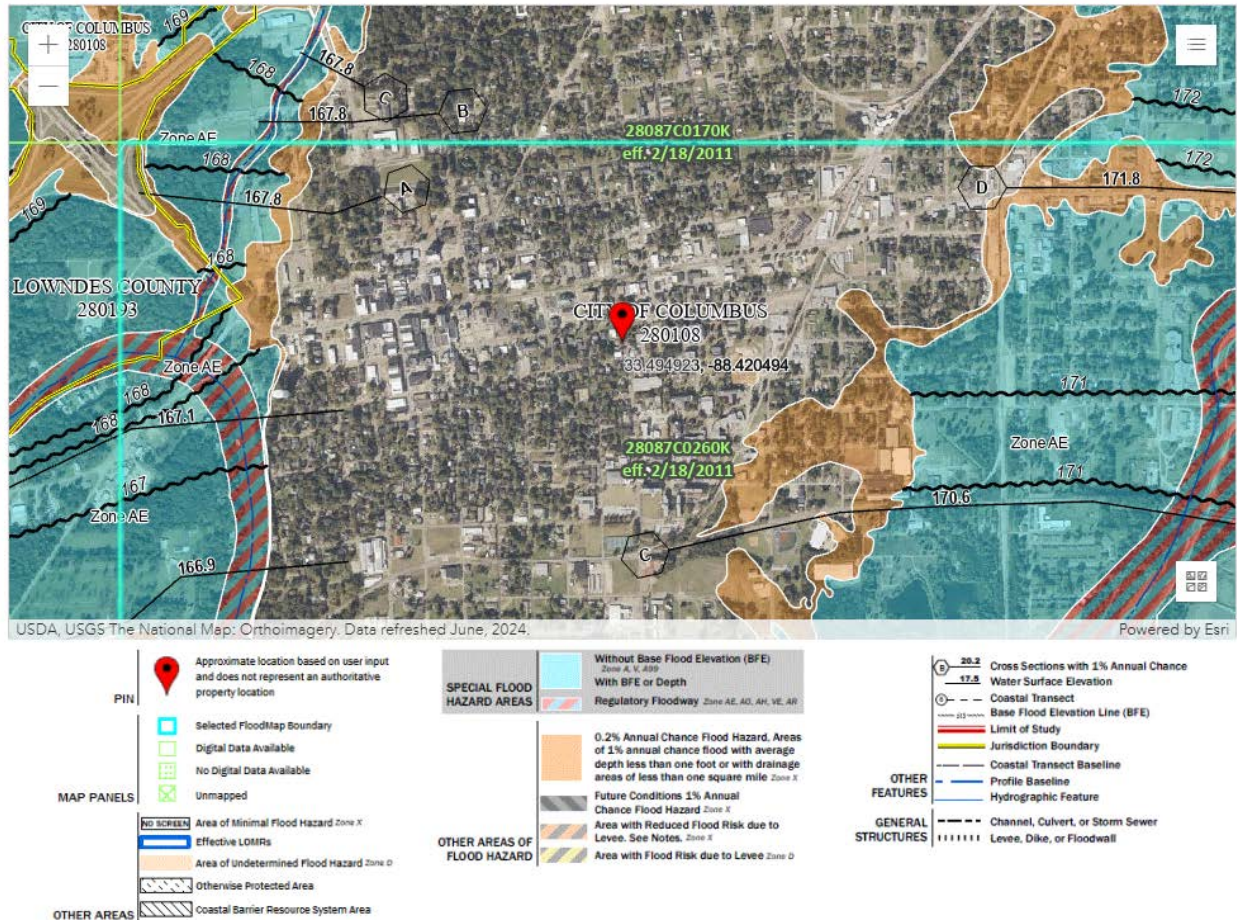 CITY OF COLUMBUS
280108
169
168
167.8
C
167.8
B
172
Zone AE
28087C0170K
eff. 2/18/2011
168
A
167.8
172
D
171.8
169
168
LOWNDES COUNTY
280193
CITY OF COLUMBUS
280108
33.494923, -88.420494
Zone AE
168
168
167.1
171
28087C0260K
eff. 2/18/2011
Zone AE
167
171
170.6
Zone AE
C
166.9
USDA, USGS The National Map: Orthoimagery. Data refreshed June, 2024.
Powered by Esri
PIN
Approximate location based on user input
and does not represent an authoritative
property location
MAP PANELS
Selected FloodMap Boundary
Digital Data Available
No Digital Data Available
Unmapped
OTHER AREAS
NO SCREEN Area of Minimal Flood Hazard Zone X
Effective LOMRs
Area of Undetermined Flood Hazard Zone D
Otherwise Protected Area
Coastal Barrier Resource System Area
SPECIAL FLOOD
HAZARD AREAS
Without Base Flood Elevation (BFE)
Zone A, V, A99
With BFE or Depth
Regulatory Floodway Zone AE, AO, AH, VE, AR
OTHER AREAS OF
FLOOD HAZARD
0.2% Annual Chance Flood Hazard, Areas
of 1% annual chance flood with average
depth less than one foot or with drainage
areas of less than one square mile Zone X
Future Conditions 1% Annual
Chance Flood Hazard Zone X
Area with Reduced Flood Risk due to
Levee. See Notes. Zone X
Area with Flood Risk due to Levee Zone D
OTHER
FEATURES
B 20.2 Cross Sections with 1% Annual Chance
17.5 Water Surface Elevation
8 Coastal Transect
513 Base Flood Elevation Line (BFE)
Limit of Study
Jurisdiction Boundary
Coastal Transect Baseline
Profile Baseline
Hydrographic Feature
GENERAL
STRUCTURES
Channel, Culvert, or Storm Sewer
Levee, Dike, or Floodwall